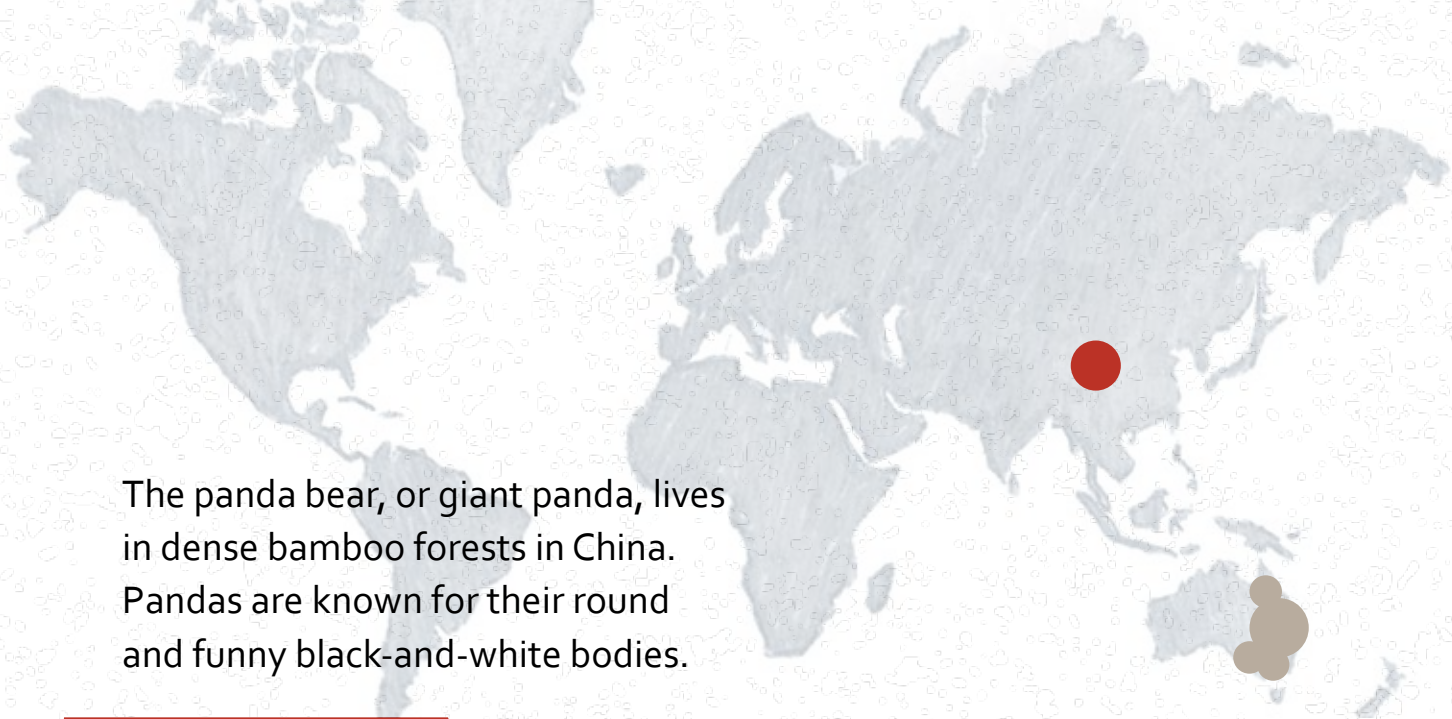 The panda bear, or giant panda, lives
in dense bamboo forests in China.
Pandas are known for their round
and funny black-and-white bodies.